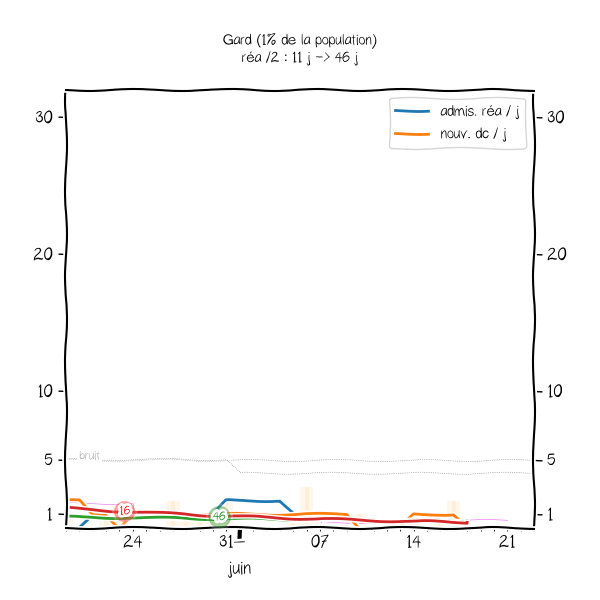 Gard (1% de la population)
réa /2 : 11 j -> 46 j
admis. réa / j
nouv. dc / j
30 30
20 20
10 10
5 bruit 5
1 16 46 1
24 31 07 14 21
juin